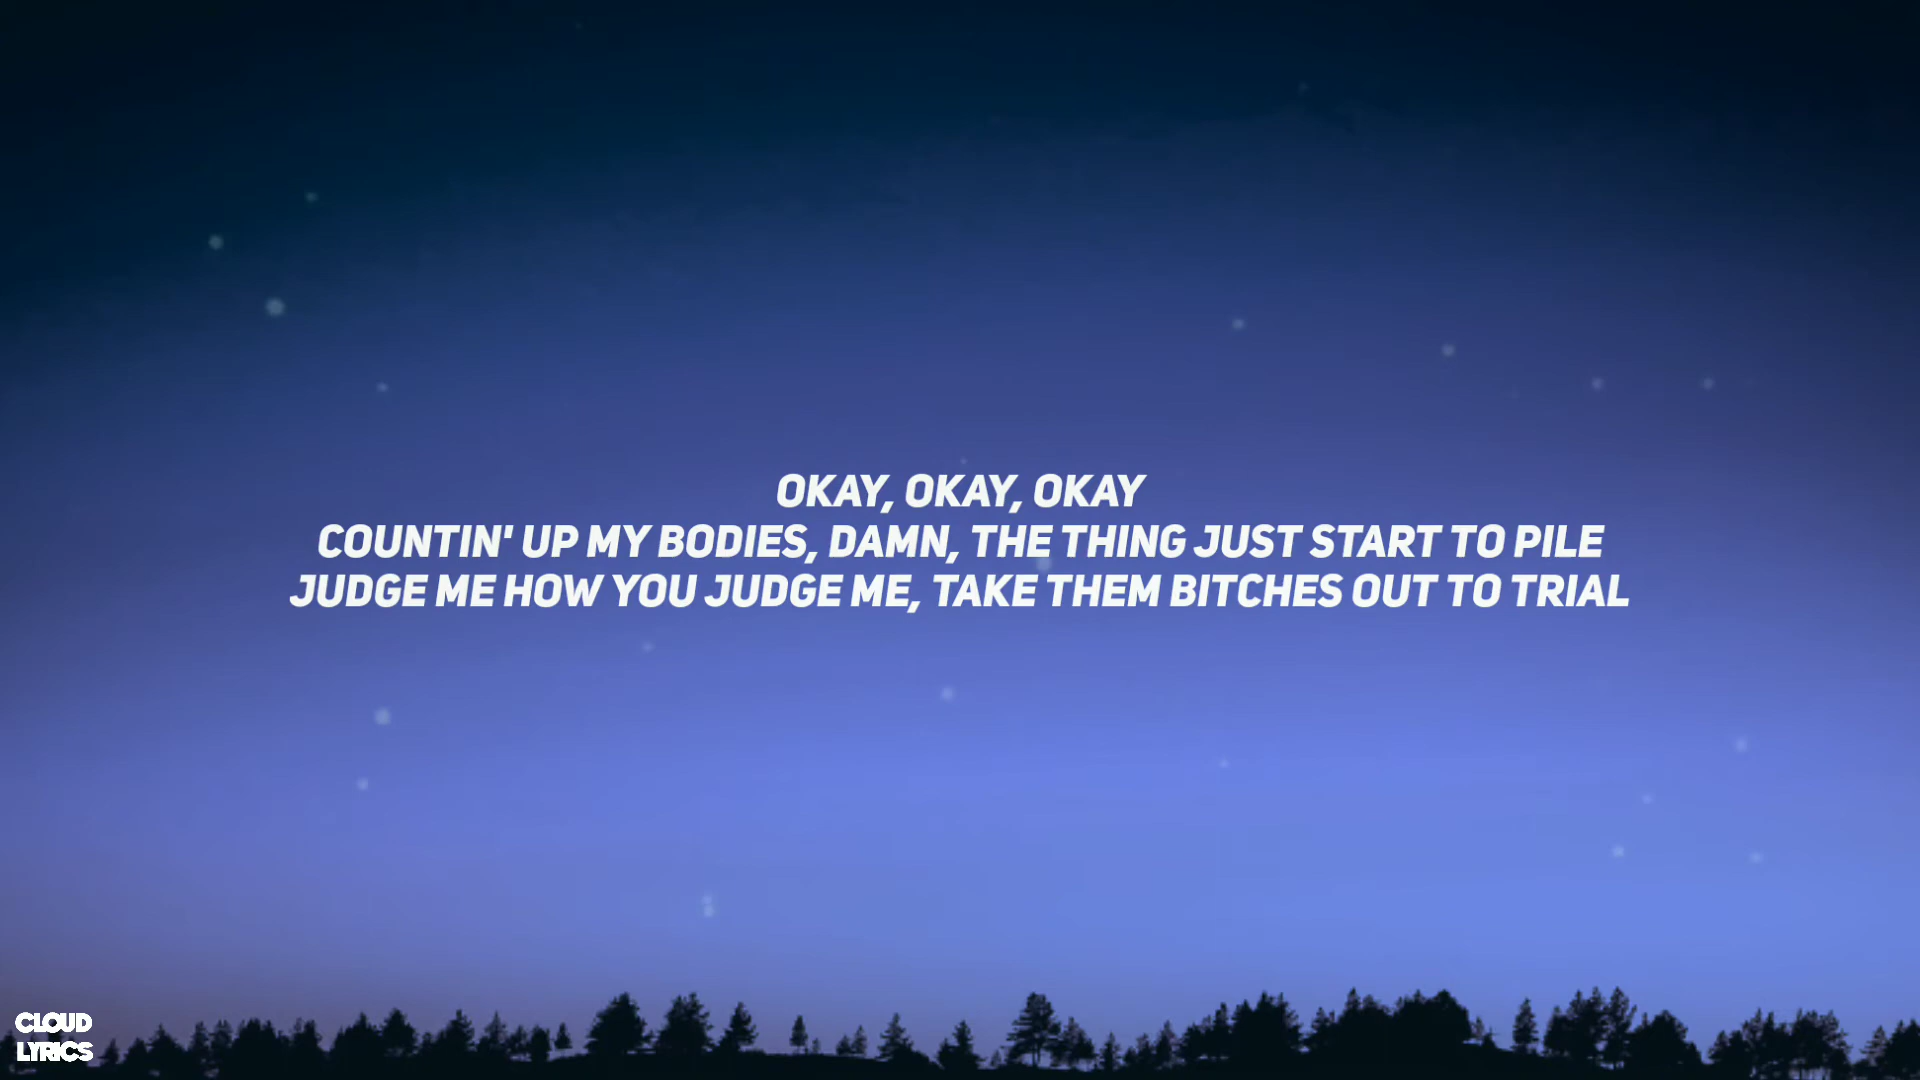 OKAY, OKAY, OKAY
COUNTIN' UP MY BODIES, DAMN, THE THING JUST START TO PILE
JUDGE ME HOW YOU JUDGE ME, TAKE THEM BITCHES OUT TO TRIAL
CLOUD
LYRICS